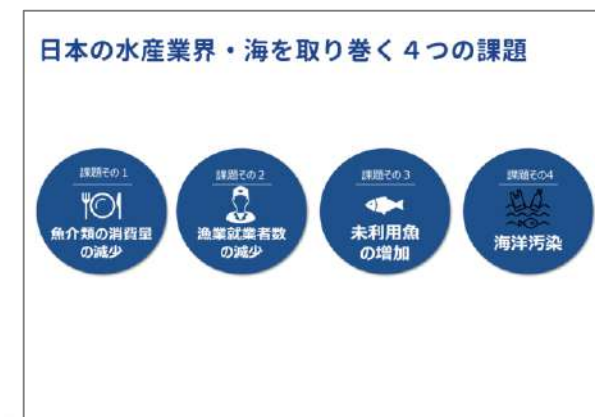 日本の水産業界・海を取り巻く４つの課題
課題その１
魚介類の消費量
の減少
課題その２
漁業就業者数
の減少
課題その３
未利用魚
の増加
課題その4
海洋汚染